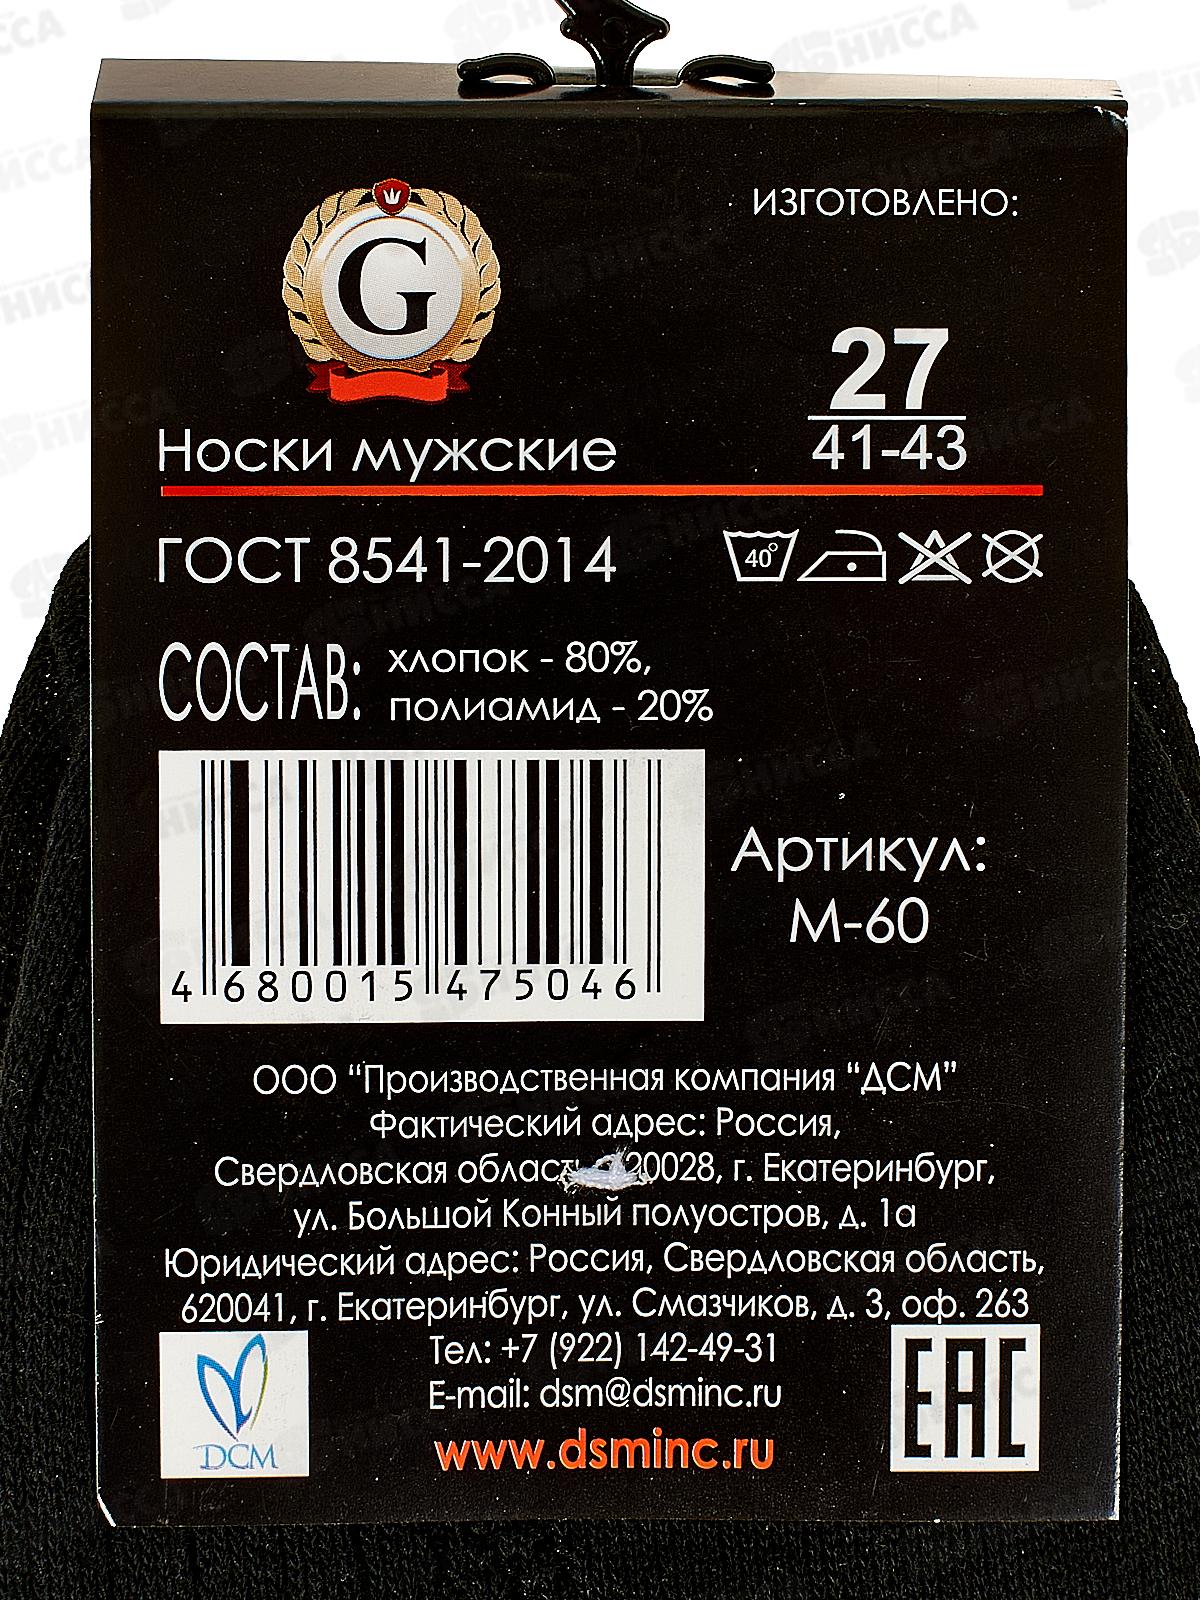 ИЗГОТОВЛЕНО:
G
27
41-43
Носки мужские
ГОСТ 8541-2014
40°
СОСТАВ: хлопок - 80%,
полиамид - 20%
4 680015 475046
Артикул:
М-60
ООО “Производственная компания “ДСМ”
Фактический адрес: Россия,
Свердловская 20028, г. Екатеринбург,
ул. Большой Конный полуостров, д. 1а
Юридический адрес: Россия, Свердловская область,
620041, г. Екатеринбург, ул. Смазчиков, д. 3, оф. 263
Тел: +7 (922) 142-49-31
E-mail: dsm@dsminc.ru
www.dsminc.ru
DCM
EAC
НИССА